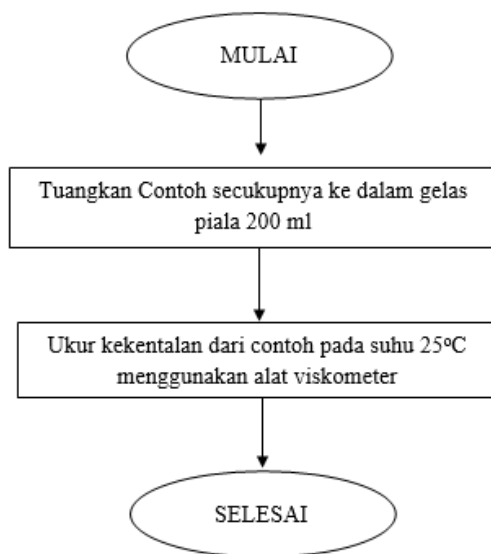 MULAI
Tuangkan Contoh secukupnya ke dalam gelas
piala 200 ml
Ukur kekentalan dari contoh pada suhu 25°C
menggunakan alat viskometer
SELESAI